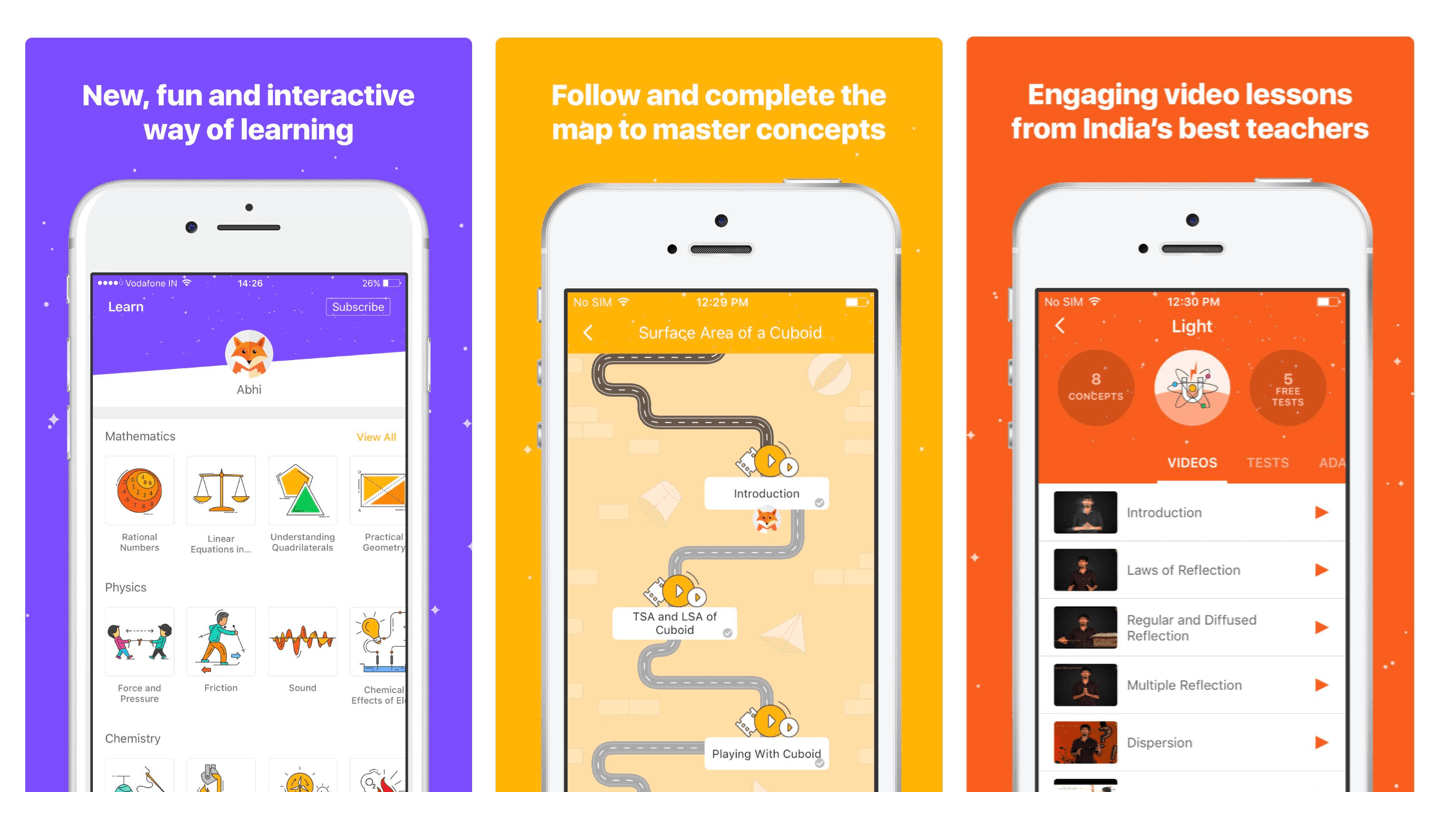 New, fun and interactive
way of learning
Vodafone IN
14:26
26%
Learn
Subscribe
Abhi
Mathematics
View All
Rational
Numbers
Linear
Equations in...
Understanding
Quadrilaterals
Practical
Geometry
Physics
Force and
Pressure
Friction
Sound
Chemical
Effects of El
Chemistry
Follow and complete the
map to master concepts
No SIM
12:29 PM
Surface Area of a Cuboid
Introduction
TSA and LSA of
Cuboid
Playing With Cuboid
Engaging video lessons
from India's best teachers
No SIM
12:30 PM
Light
8
CONCEPTS
5
FREE
TESTS
VIDEOS
TESTS
ADA
Introduction
Laws of Reflection
Regular and Diffused
Reflection
Multiple Reflection
Dispersion